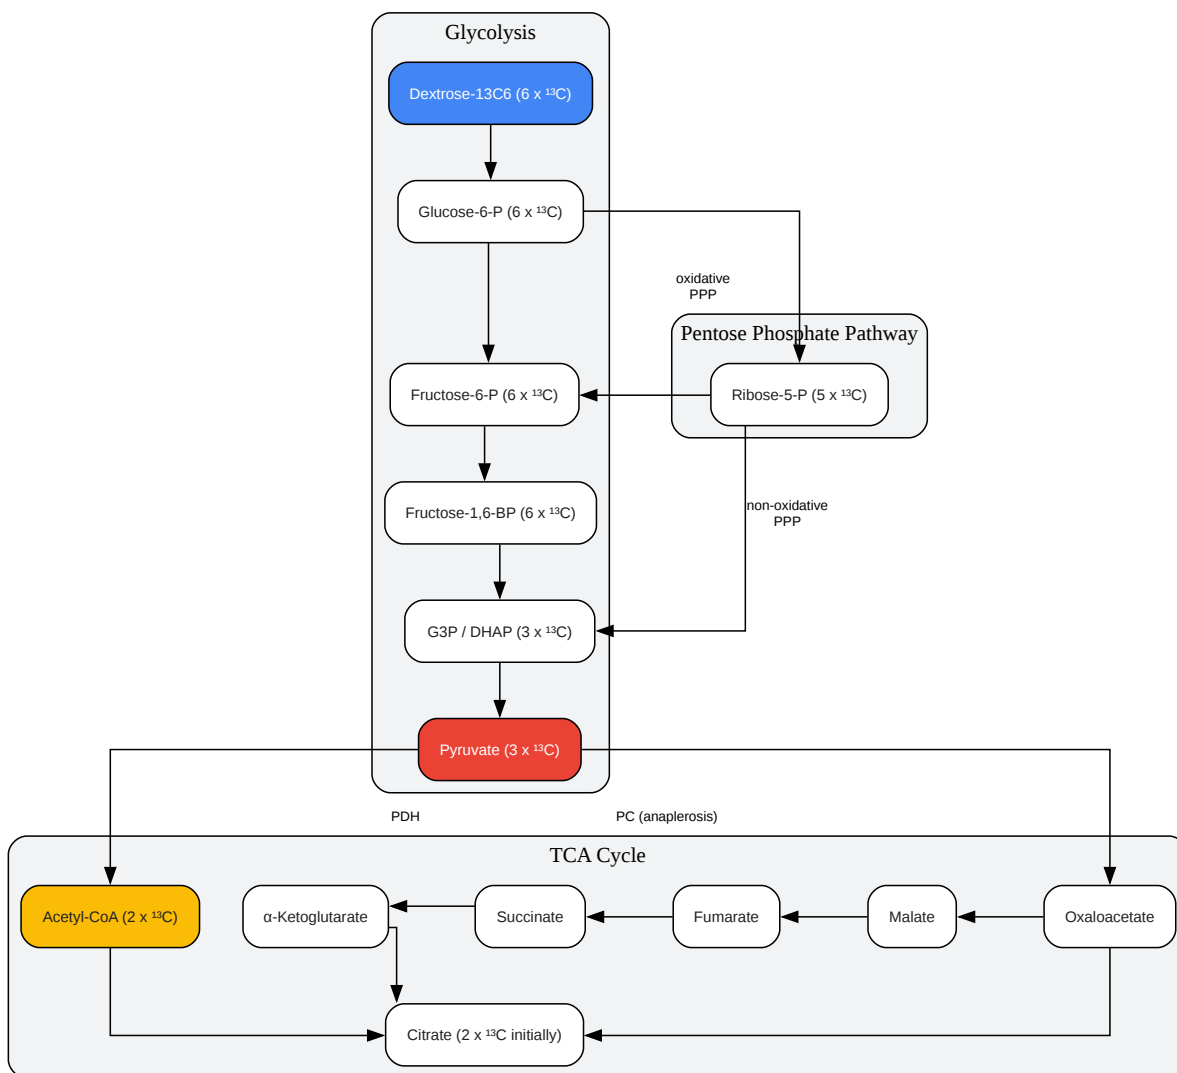 Glycolysis
Dextrose-13C6 (6 x ¹³C)
Glucose-6-P (6 x ¹³C)
oxidative
PPP
Pentose Phosphate Pathway
Fructose-6-P (6 x ¹³C)
Ribose-5-P (5 x ¹³C)
Fructose-1,6-BP (6 x ¹³C)
non-oxidative
PPP
G3P / DHAP (3 x ¹³C)
Pyruvate (3 x ¹³C)
PDH
PC (anaplerosis)
TCA Cycle
Acetyl-CoA (2 x ¹³C)
α-Ketoglutarate
Succinate
Fumarate
Malate
Oxaloacetate
Citrate (2 x ¹³C initially)